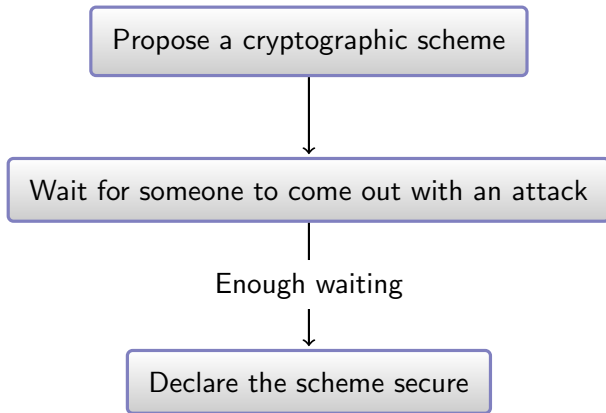 Propose a cryptographic scheme
Wait for someone to come out with an attack
Enough waiting
Declare the scheme secure